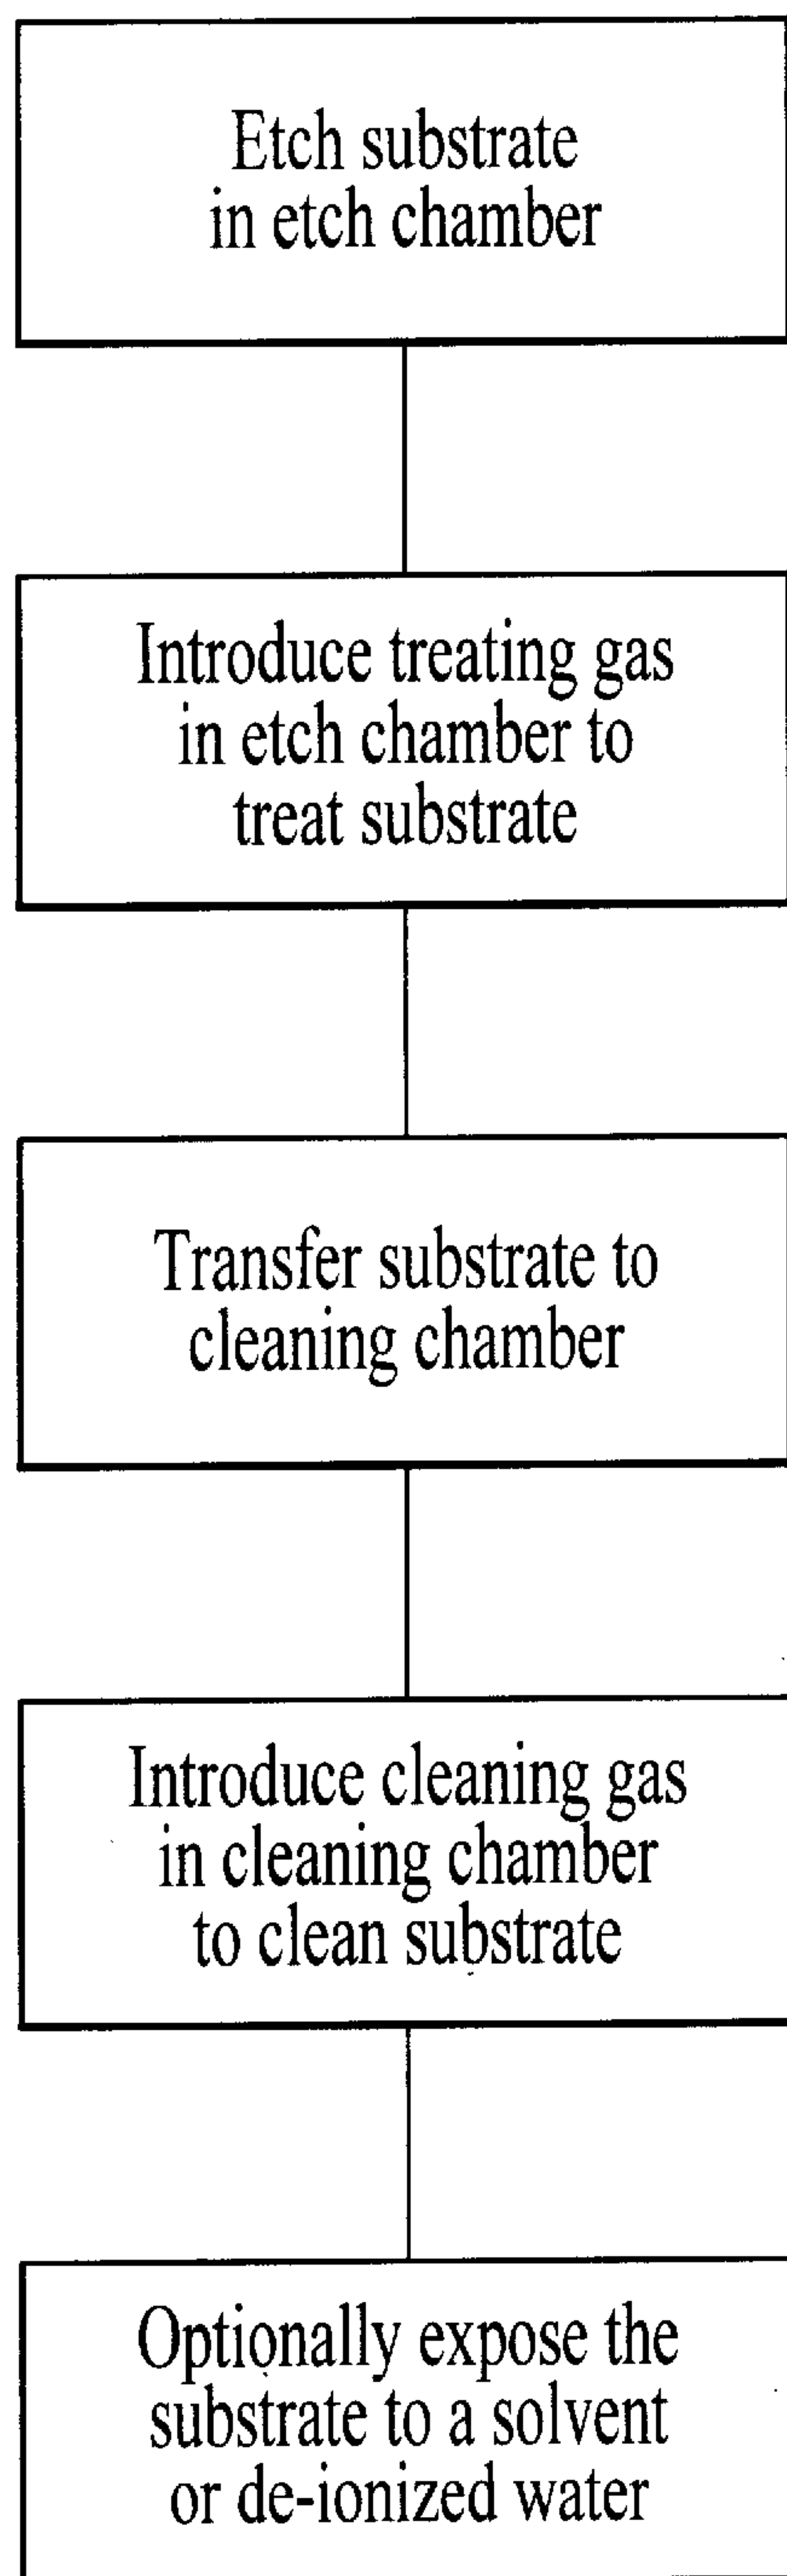 Etch substrate
in etch chamber
Introduce treating gas
in etch chamber to
treat substrate
Transfer substrate to
cleaning chamber
Introduce cleaning gas
in cleaning chamber
to clean substrate
Optionally expose the
substrate to a solvent
or de-ionized water